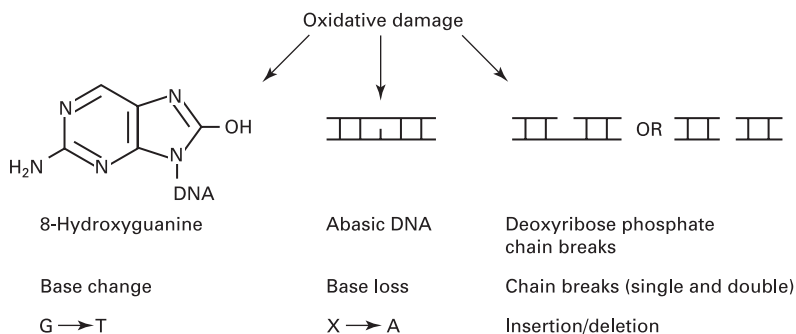 Oxidative damage
N
N
OH
H₂N
N
N
DNA
OR
8-Hydroxyguanine
Abasic DNA
Deoxyribose phosphate
chain breaks
Base change
Base loss
Chain breaks (single and double)
G → T
X → A
Insertion/deletion